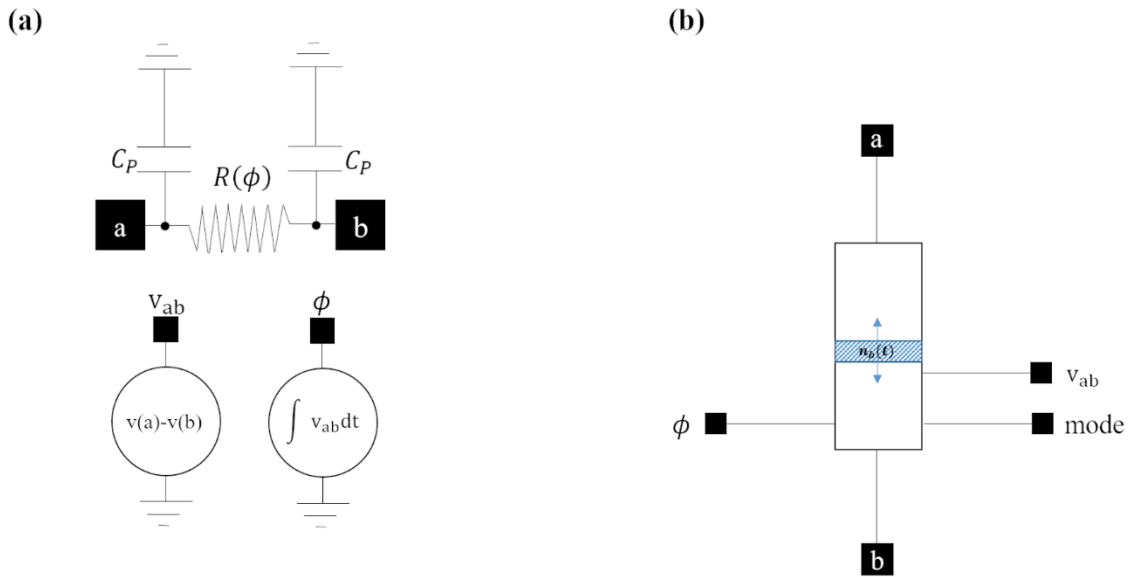 (a)
C_P
C_P
R(ϕ)
a
b
v_ab
ϕ
v(a)-v(b)
∫ v_ab dt
(b)
a
n_b(t)
v_ab
ϕ
mode
b